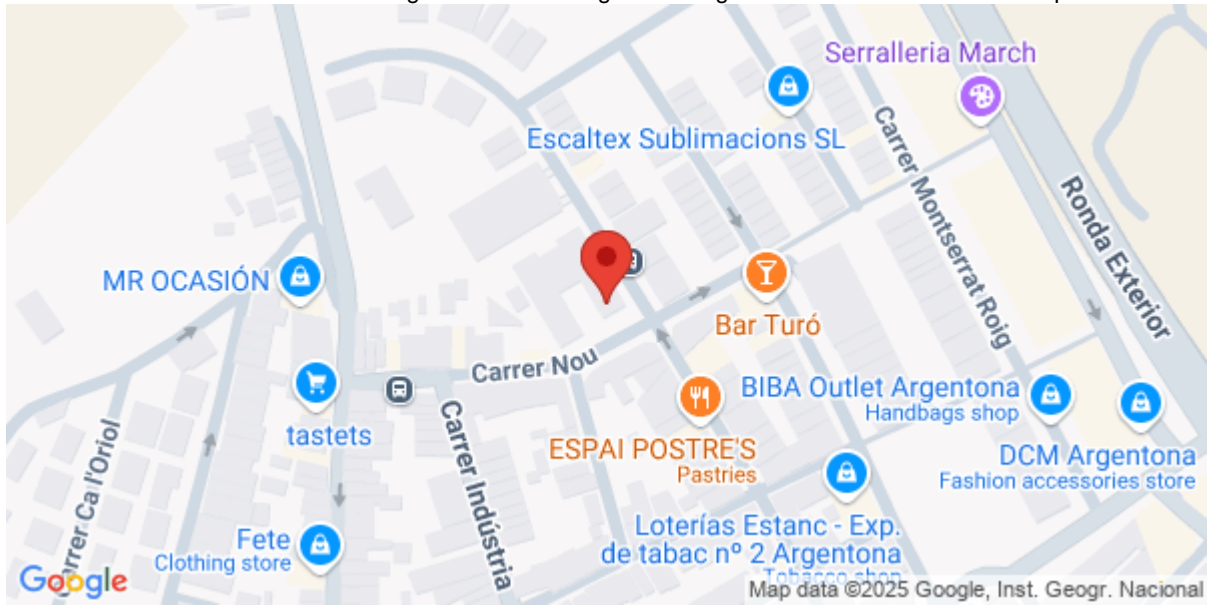 Serralleria March
Escaltex Sublimacions SL
Carrer Montserrat Roig
Ronda Exterior
MR OCASIÓN
Bar Turó
Carrer Nou
BIBA Outlet Argentona
Handbags shop
tastets
ESPAI POSTRE'S
Pastries
DCM Argentona
Fashion accessories store
Carrer Ca l'Oriol
Carrer Indústria
Loterías Estanc - Exp.
de tabac nº 2 Argentona
Tobacco shop
Fete
Clothing store
Google
Map data ©2025 Google, Inst. Geogr. Nacional